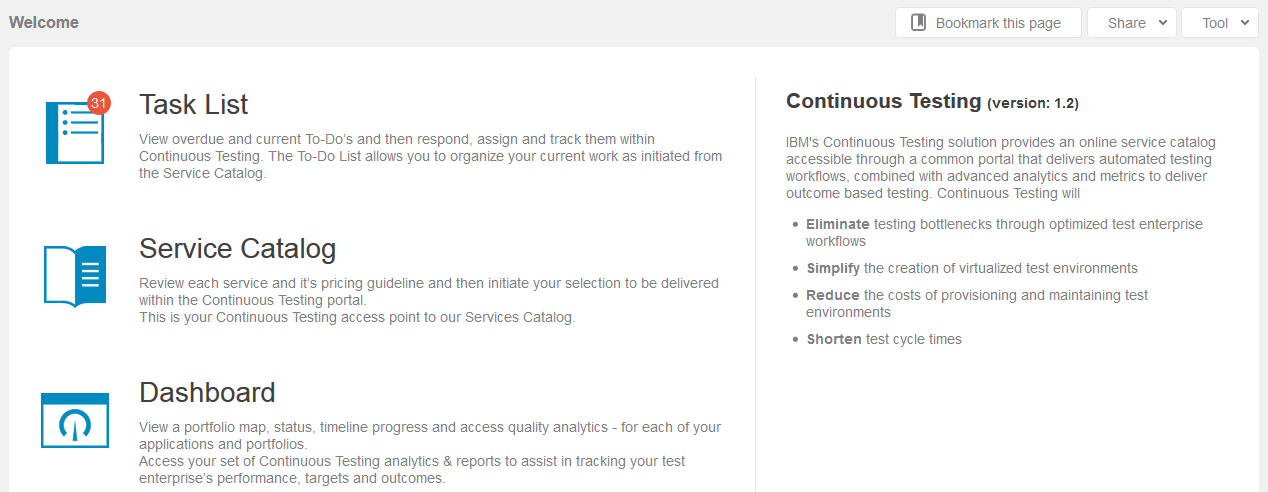 Welcome
Bookmark this page
Share
Tool
31
Task List
View overdue and current To-Do's and then respond, assign and track them within
Continuous Testing. The To-Do List allows you to organize your current work as initiated from
the Service Catalog.
Service Catalog
Review each service and it's pricing guideline and then initiate your selection to be delivered
within the Continuous Testing portal.
This is your Continuous Testing access point to our Services Catalog.
Dashboard
View a portfolio map, status, timeline progress and access quality analytics - for each of your
applications and portfolios.
Access your set of Continuous Testing analytics & reports to assist in tracking your test
enterprise's performance, targets and outcomes.
Continuous Testing (version: 1.2)
IBM's Continuous Testing solution provides an online service catalog
accessible through a common portal that delivers automated testing
workflows, combined with advanced analytics and metrics to deliver
outcome based testing. Continuous Testing will
• Eliminate testing bottlenecks through optimized test enterprise
workflows
• Simplify the creation of virtualized test environments
• Reduce the costs of provisioning and maintaining test
environments
• Shorten test cycle times